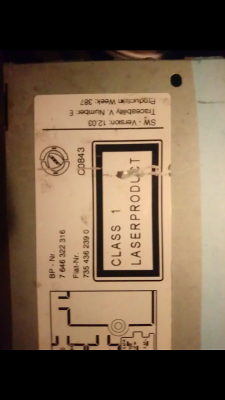 SW - Version: 12.03
Traceability V. Number: E
Production Week: 387
C0843
CLASS 1
LASERPRODUCT
BP - Nr.
7 646 322 316
Fiat-Nr
735 436 239 0